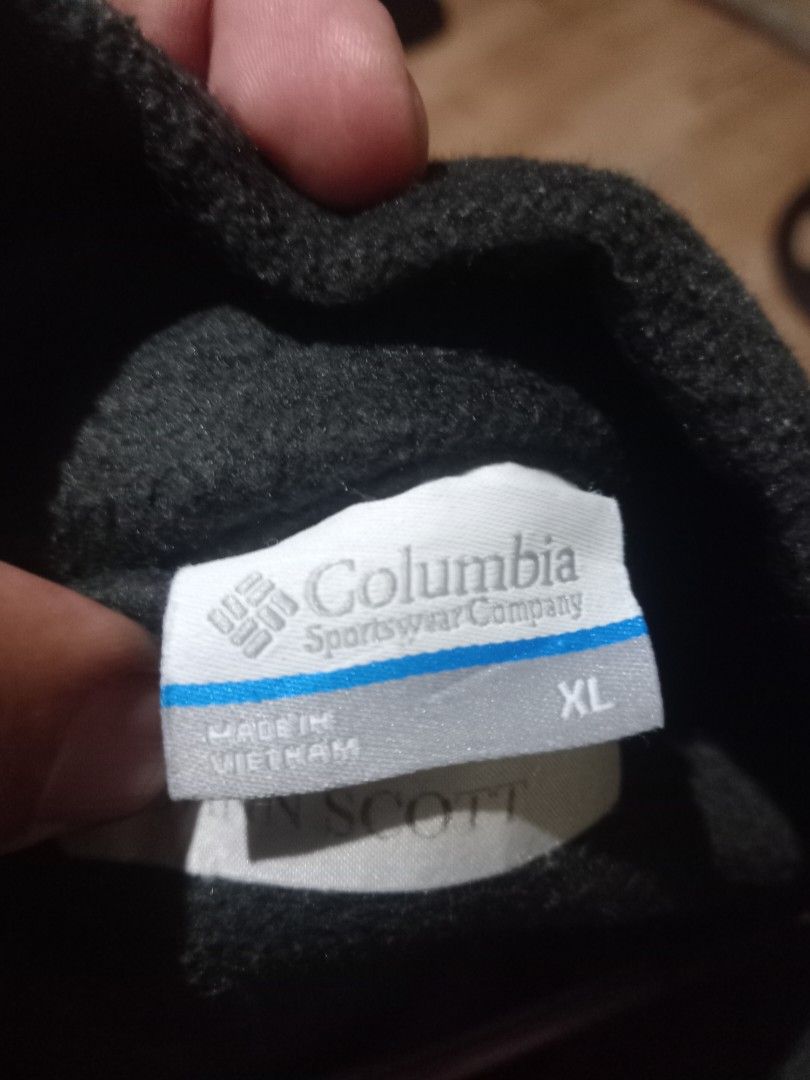 Columbia
Sportswear Company
XL
MADE IN
VIETNAM
SCOTT